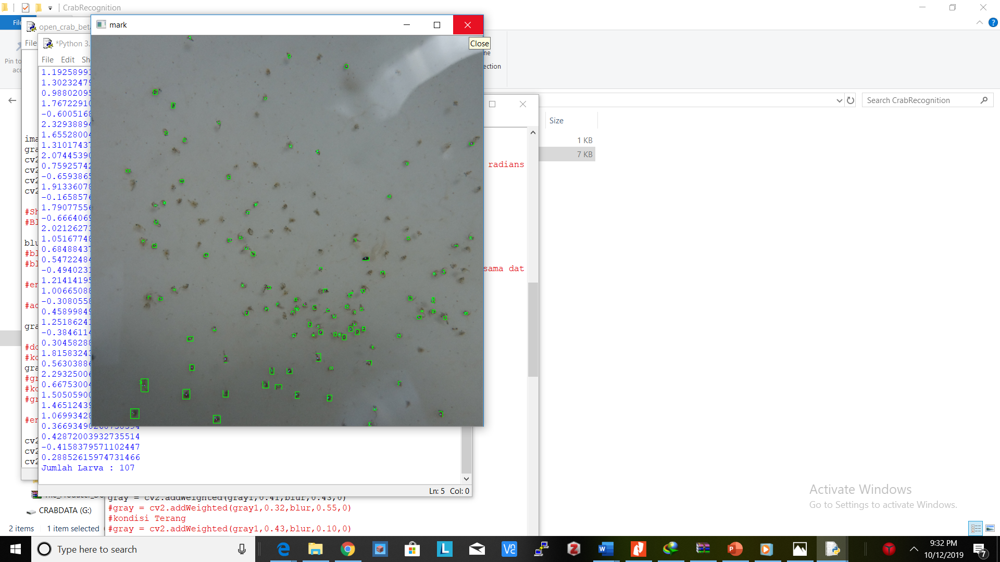 CrabRecognition
File
open_crab_beta
mark
Close
*Python 3.
File
File Edit Sh
Pin to
acc
ne
ection
1.19258991
1.30232479
0.98802095
1.76722910
-0.6005168
2.32938894
1.65528004
1.31017437
2.07445390
0.75925742
-0.6593865
1.91336078
-0.1658576
1.79077556
-0.6664069
2.02126273
1.05167748
0.68488437
0.54722484
-0.4940231
1.21414195
1.00665088
-0.3080558
0.45899849
1.25186241
-0.3846114
0.30458288
1.81583243
0.56303886
2.29325006
0.66753004
1.50505900
1.46512439
1.06993428
0.42872003932735514
-0.4158379571102447
0.28852615974731466
Jumlah Larva : 107
Ln: 5 Col: 0
ima
gra
cv2
cv2
cv2
cv2
#Sh
#Bl
blu
#bl
#bl
#er
#ad
gra
#do
#ko
gra
#gr
#ko
#gr
#er
cv2
cv2
cv2
Search CrabRecognition
Size
1 KB
7 KB
radians
sama dat
CRABDATA (G:)
gray = cv2.addWeighted(gray1,0.41,blur,0.43,0)
#gray = cv2.addWeighted(gray1,0.32,blur,0.55,0)
#kondisi Terang
#gray = cv2.addWeighted(gray1,0.43,blur,0.10,0)
2 items 1 item selected
Activate Windows
Go to Settings to activate Windows.
Type here to search
9:32 PM
10/12/2019
7